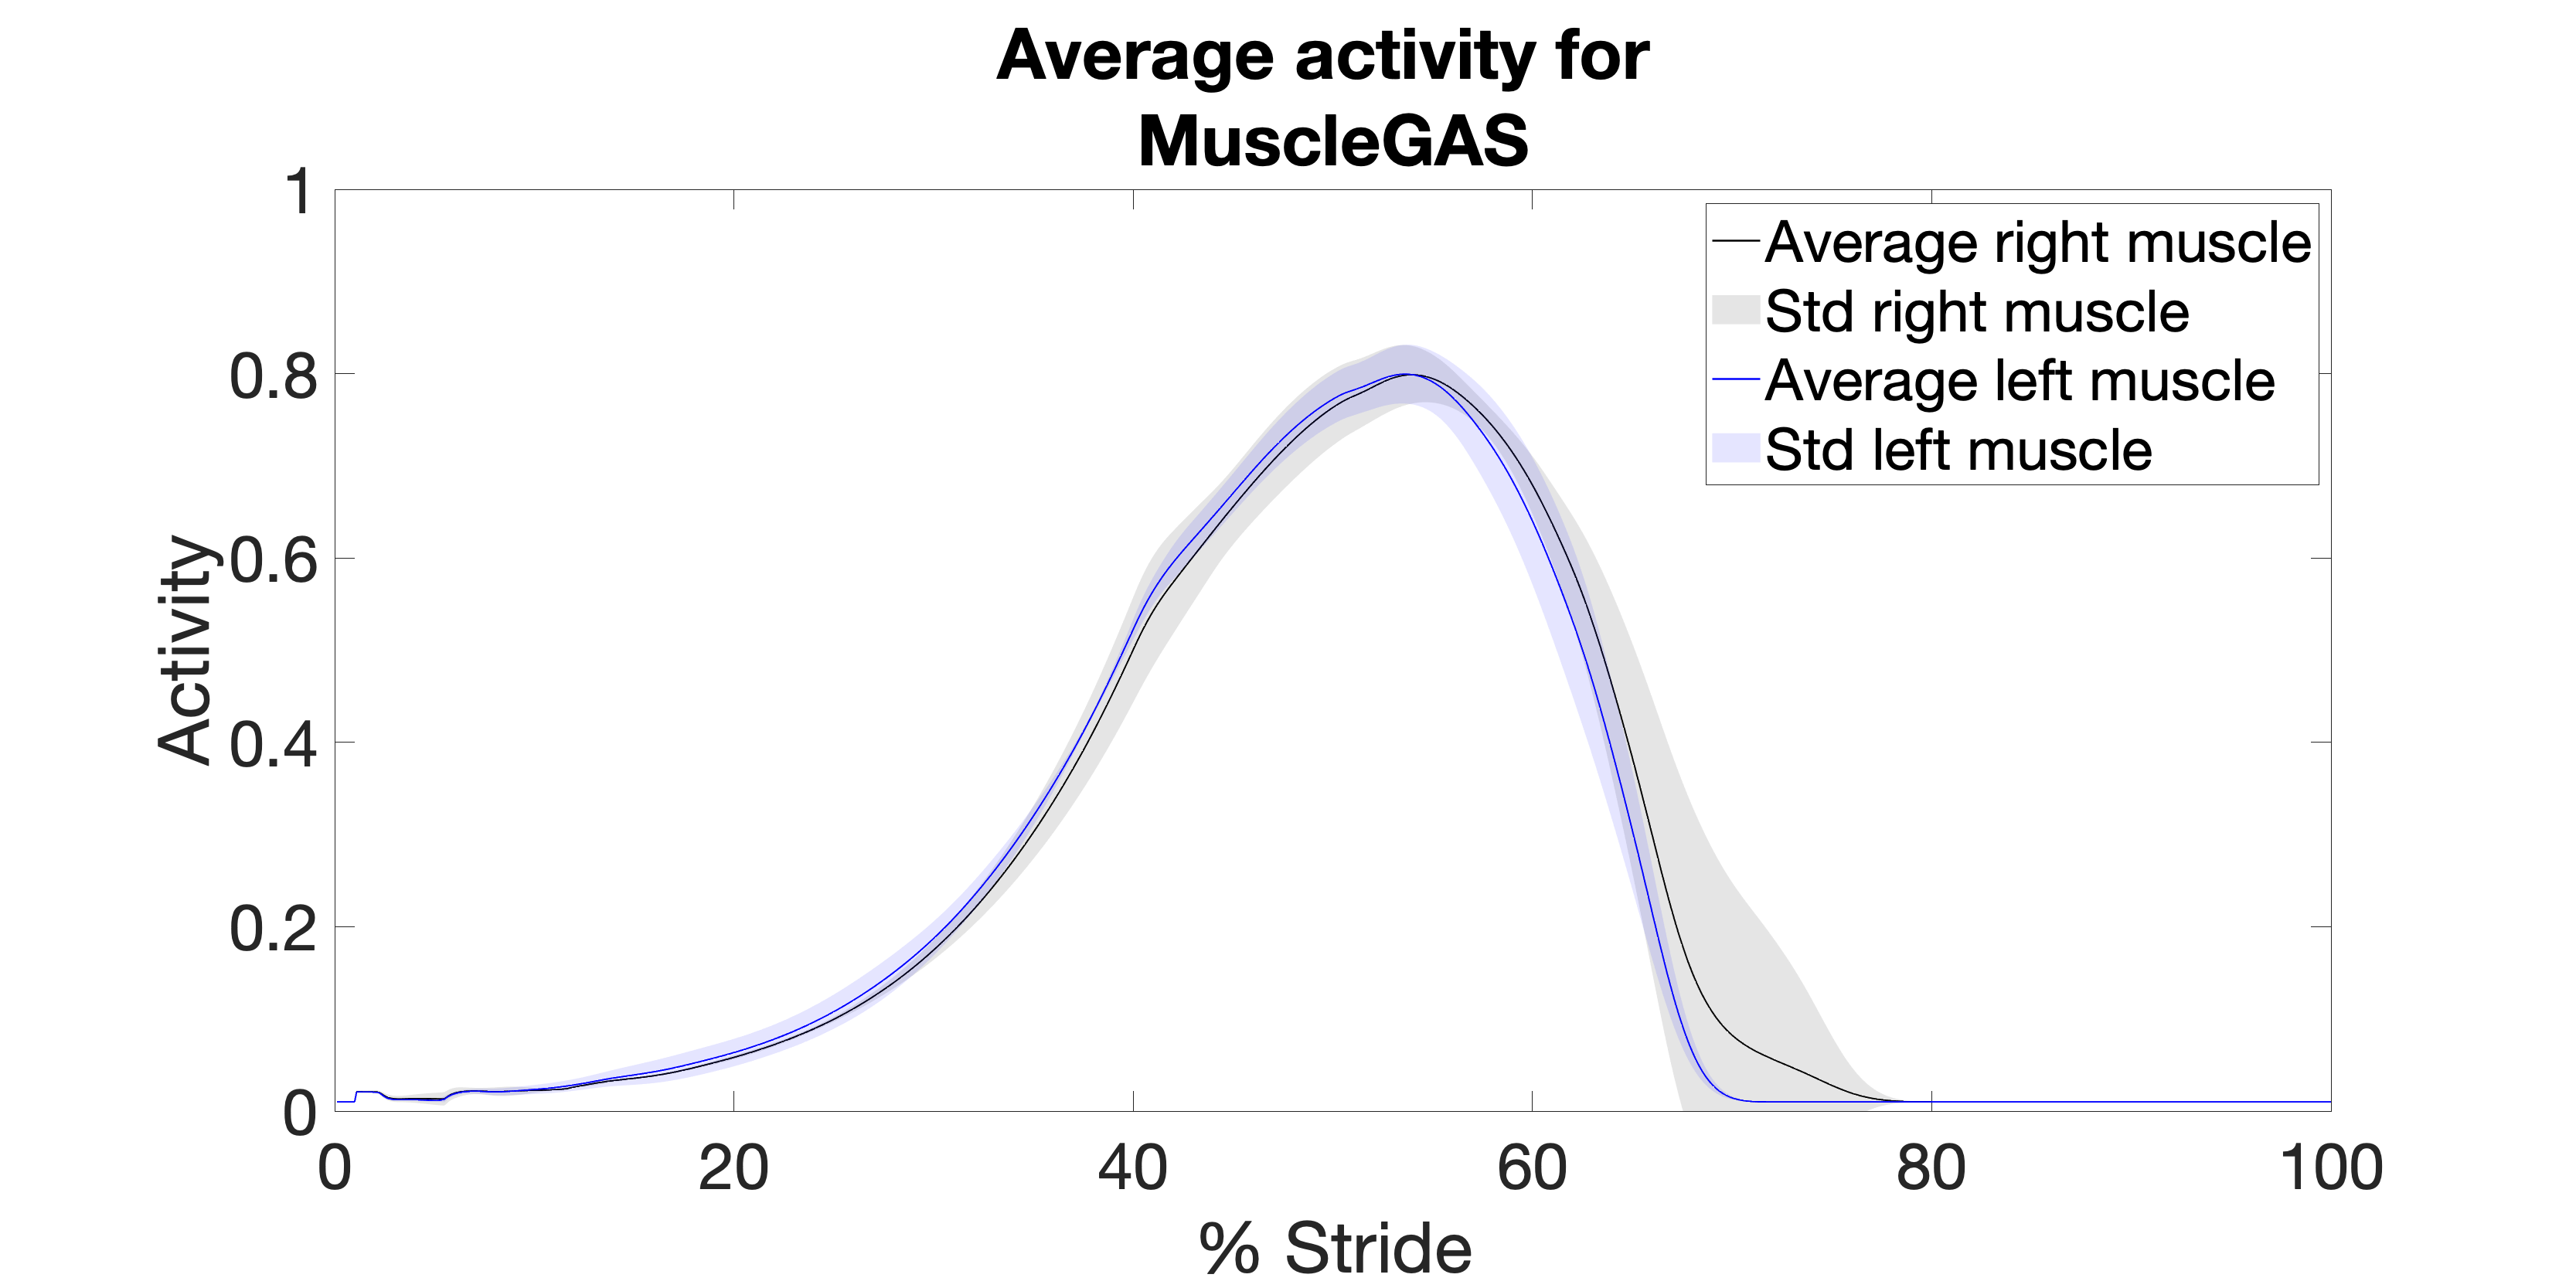 Average activity for
MuscleGAS
1
0.8
0.6
0.4
0.2
0
Activity
Average right muscle
Std right muscle
Average left muscle
Std left muscle
0 20 40 60 80 100
% Stride